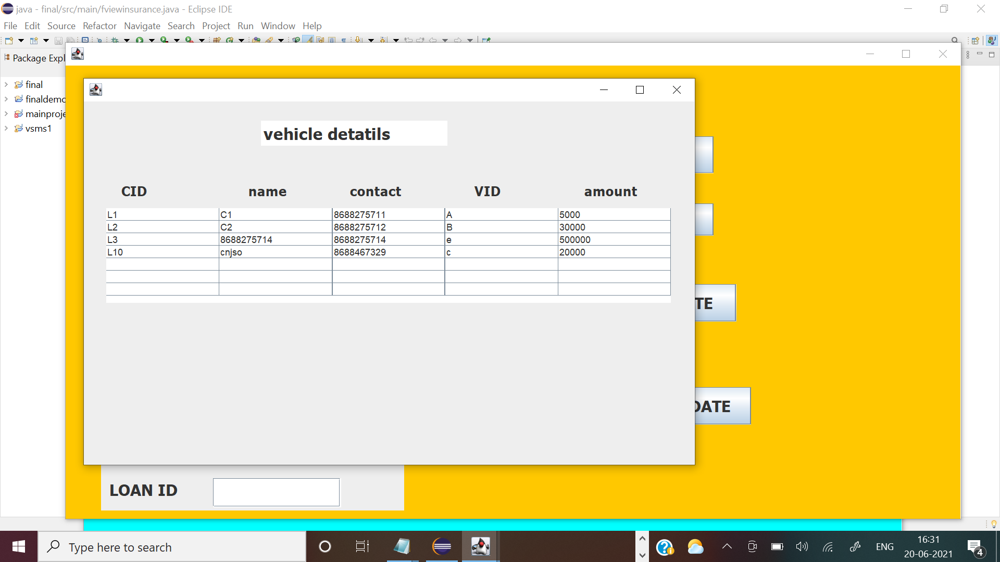 java - final/src/main/fviewinsurance.java - Eclipse IDE
File Edit Source Refactor Navigate Search Project Run Window Help
Package Expl
final
finaldemo
mainproje
vsms1
vehicle detatils
CID name contact VID amount
L1 C1 8688275711 A 5000
L2 C2 8688275712 B 30000
L3 8688275714 8688275714 e 500000
L10 cnjso 8688467329 c 20000
TE
DATE
LOAN ID
Type here to search
ENG
16:31
20-06-2021
4